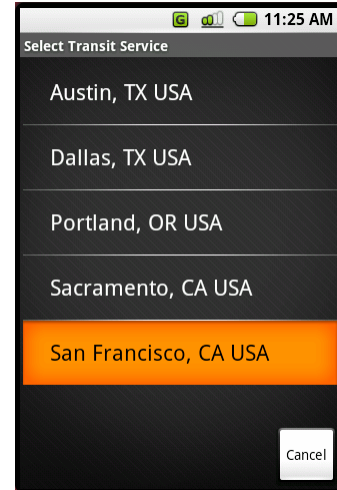 G 11:25 AM
Select Transit Service
Austin, TX USA
Dallas, TX USA
Portland, OR USA
Sacramento, CA USA
San Francisco, CA USA
Cancel